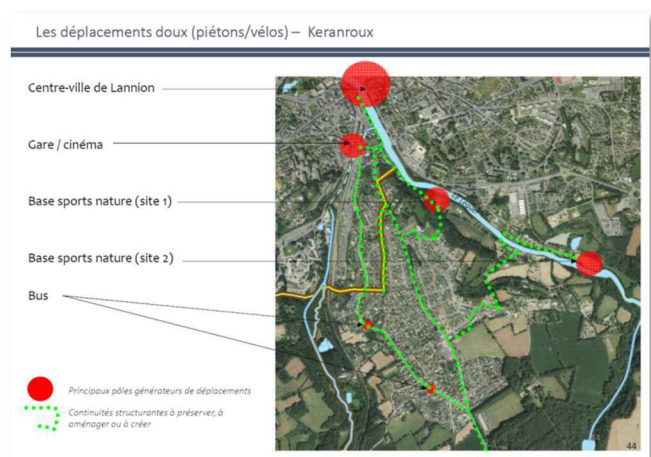 Les déplacements doux (piétons/vélos) – Keranroux
Centre-ville de Lannion
Gare / cinéma
Base sports nature (site 1)
Base sports nature (site 2)
Bus
Principaux pôles générateurs de déplacements
Continuités structurantes à préserver, à
aménager ou à créer
44